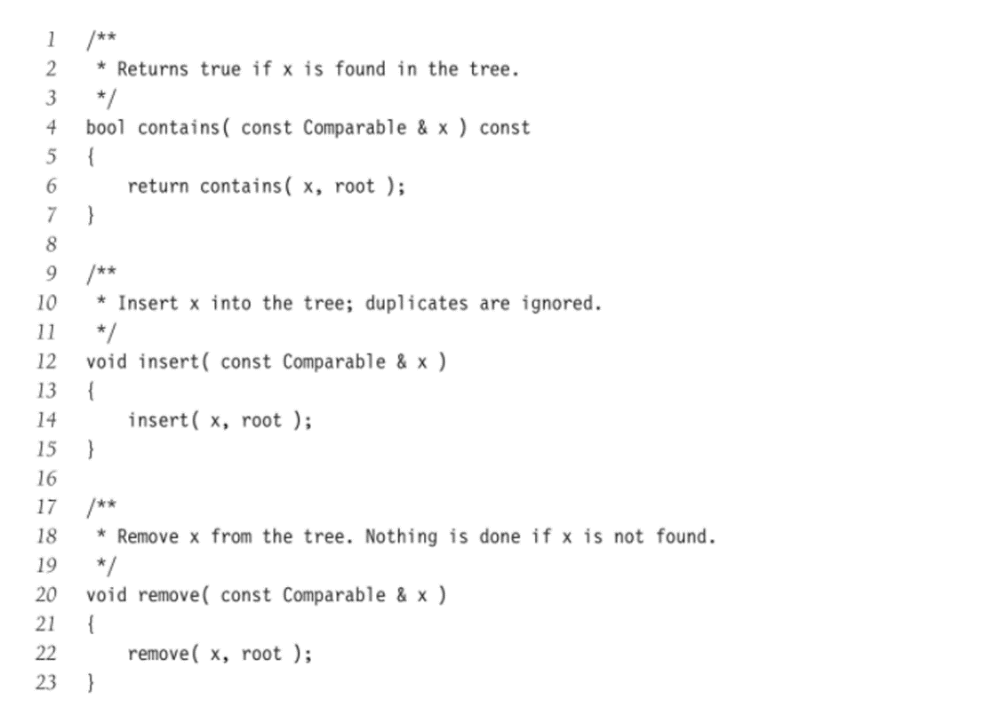 1 /**
2 * Returns true if x is found in the tree.
3 */
4 bool contains( const Comparable & x ) const
5 {
6 return contains( x, root );
7 }
8
9 /**
10 * Insert x into the tree; duplicates are ignored.
11 */
12 void insert( const Comparable & x )
13 {
14 insert( x, root );
15 }
16
17 /**
18 * Remove x from the tree. Nothing is done if x is not found.
19 */
20 void remove( const Comparable & x )
21 {
22 remove( x, root );
23 }